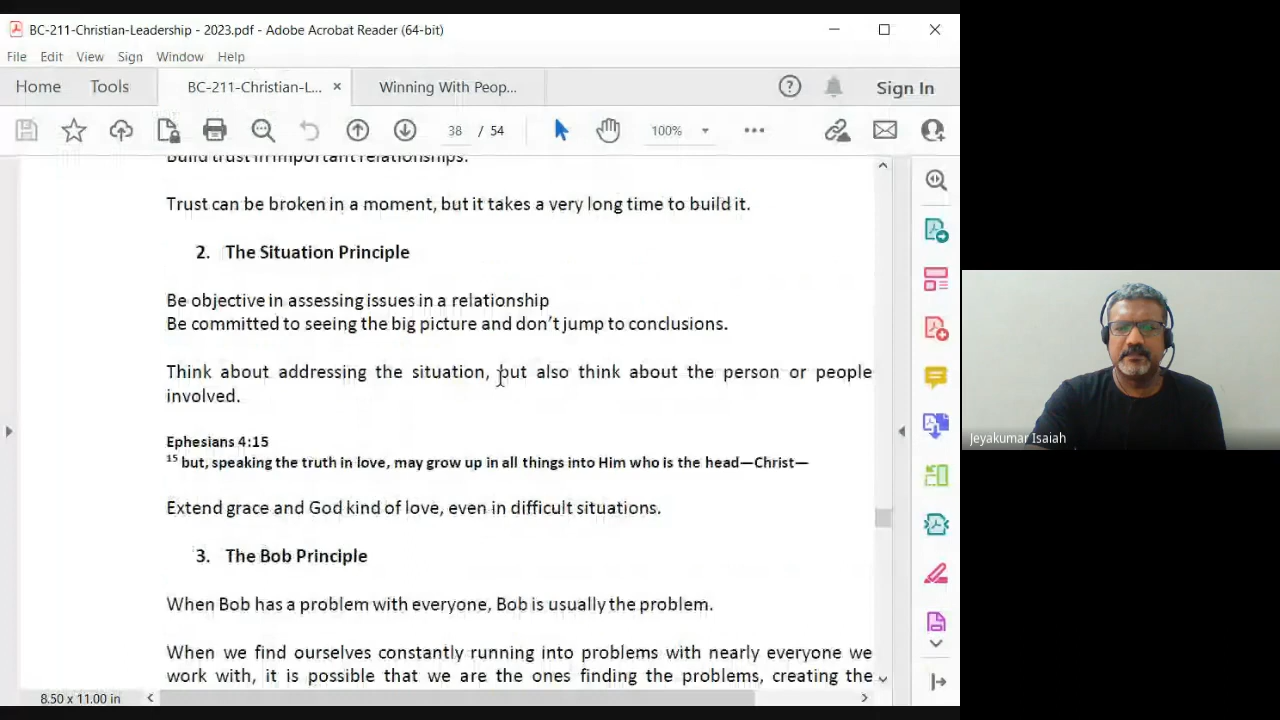 BC-211-Christian-Leadership - 2023.pdf - Adobe Acrobat Reader (64-bit)
File Edit View Sign Window Help
Home Tools BC-211-Christian-L... × Winning With Peop... Sign In
38 / 54 100%
Build trust in important relationships.
Trust can be broken in a moment, but it takes a very long time to build it.
2. The Situation Principle
Be objective in assessing issues in a relationship
Be committed to seeing the big picture and don't jump to conclusions.
Think about addressing the situation, but also think about the person or people
involved.
Ephesians 4:15
15 but, speaking the truth in love, may grow up in all things into Him who is the head—Christ—
Extend grace and God kind of love, even in difficult situations.
3. The Bob Principle
When Bob has a problem with everyone, Bob is usually the problem.
When we find ourselves constantly running into problems with nearly everyone we
work with, it is possible that we are the ones finding the problems, creating the
8.50 x 11.00 in
Jeyakumar Isaiah